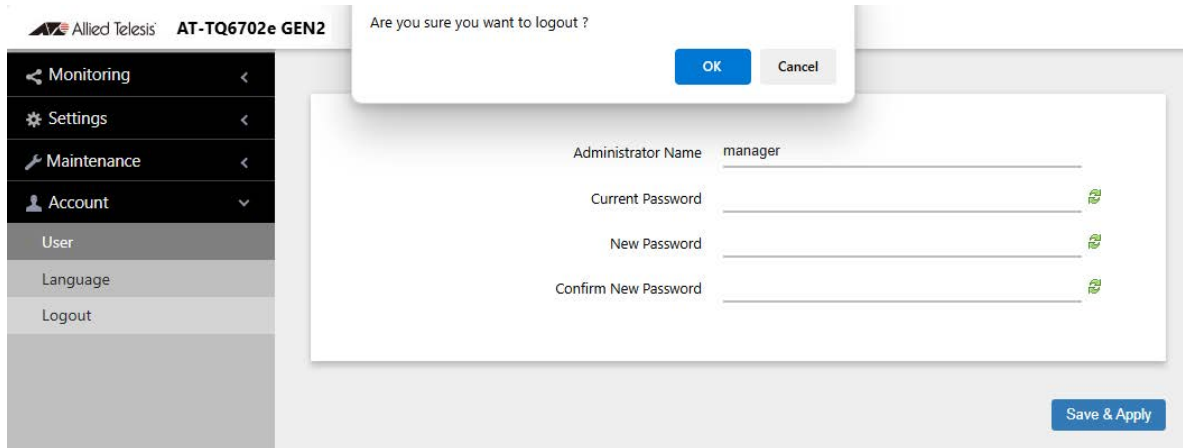 Allied Telesis AT-TQ6702e GEN2
Are you sure you want to logout ?
OK Cancel
Monitoring
Settings
Maintenance
Account
User
Language
Logout
Administrator Name manager
Current Password
New Password
Confirm New Password
Save & Apply